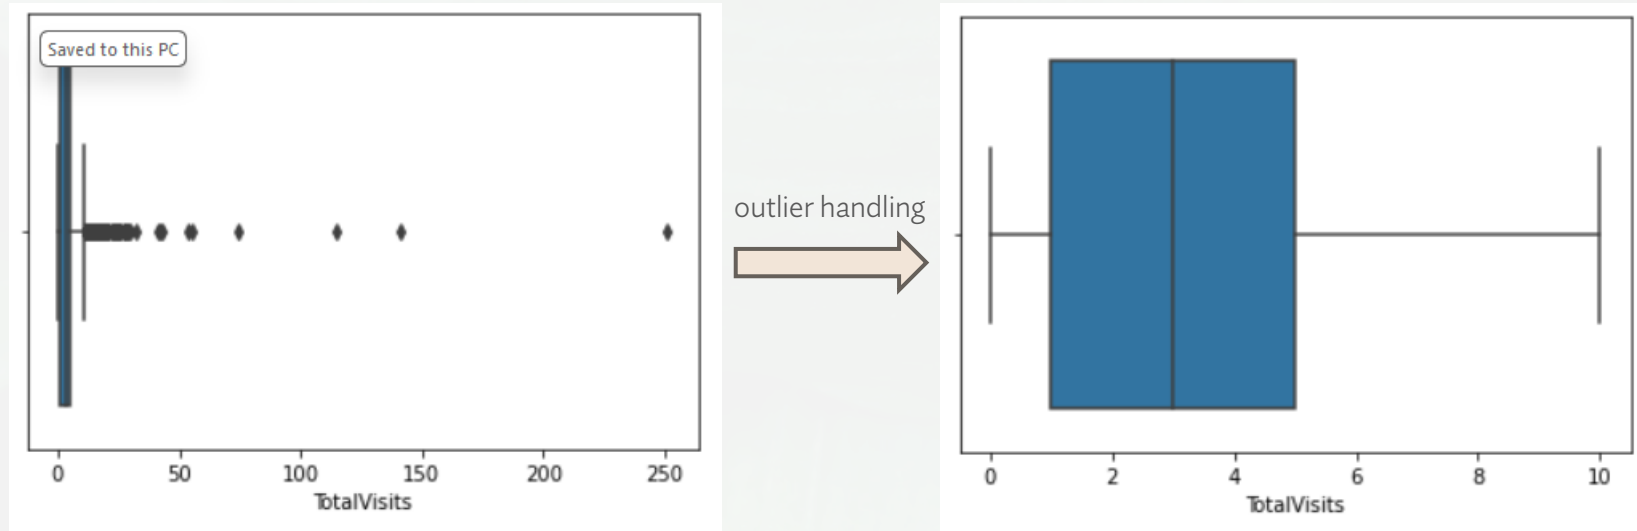 Saved to this PC
0 50 100 150 200 250
TotalVisits
outlier handling
0 2 4 6 8 10
TotalVisits